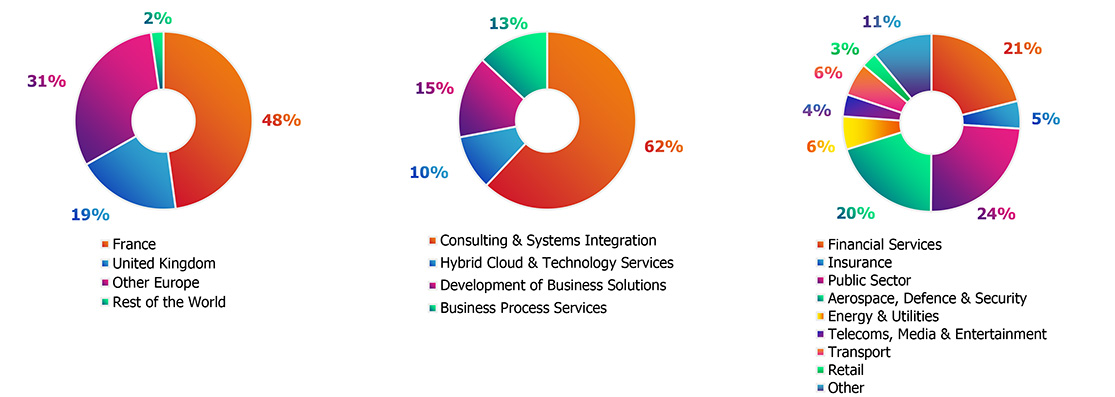 2%
31%
48%
19%
France
United Kingdom
Other Europe
Rest of the World
13%
15%
10%
62%
Consulting & Systems Integration
Hybrid Cloud & Technology Services
Development of Business Solutions
Business Process Services
11%
3%
21%
6%
4%
5%
6%
20%
24%
Financial Services
Insurance
Public Sector
Aerospace, Defence & Security
Energy & Utilities
Telecoms, Media & Entertainment
Transport
Retail
Other